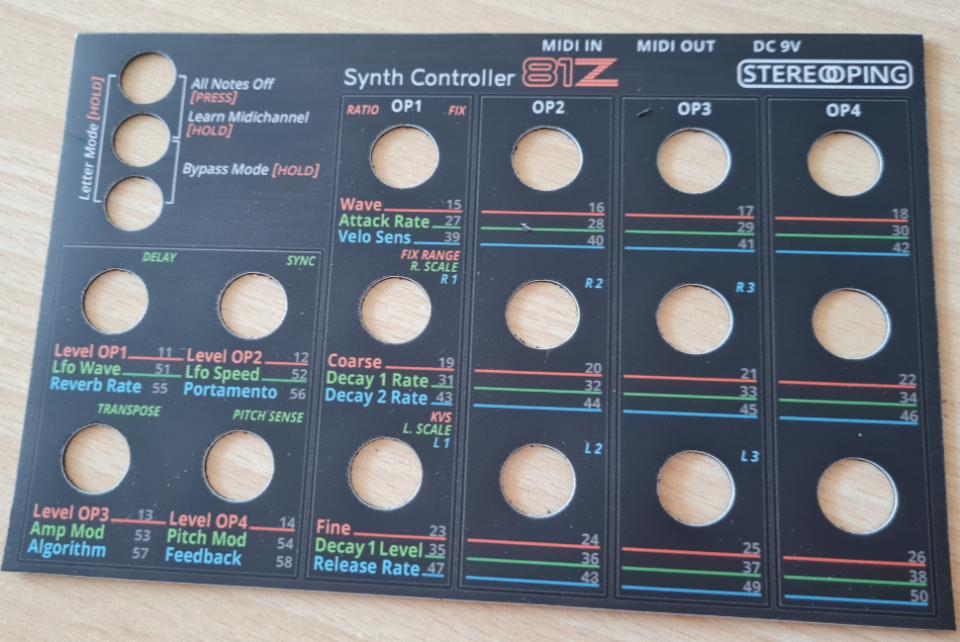 MIDI IN MIDI OUT DC 9V
Synth Controller 81Z STEREOPING
Letter Mode [HOLD]
All Notes Off
[PRESS]
Learn Midichannel
[HOLD]
Bypass Mode [HOLD]
RATIO OP1 FIX OP2 OP3 OP4
Wave 15 16 17 18
Attack Rate 27 28 29 30
Velo Sens 39 40 41 42
DELAY SYNC
FIX RANGE
R. SCALE
R 1 R 2 R 3
Level OP1 11 Level OP2 12
Lfo Wave 51 Lfo Speed 52
Reverb Rate 55 Portamento 56
Coarse 19 20 21 22
Decay 1 Rate 31 32 33 34
Decay 2 Rate 43 44 45 46
TRANSPOSE PITCH SENSE
KVS
L. SCALE
L 1 L 2 L 3
Level OP3 13 Level OP4 14
Amp Mod 53 Pitch Mod 54
Algorithm 57 Feedback 58
Fine 23 24 25 26
Decay 1 Level 35 36 37 38
Release Rate 47 48 49 50